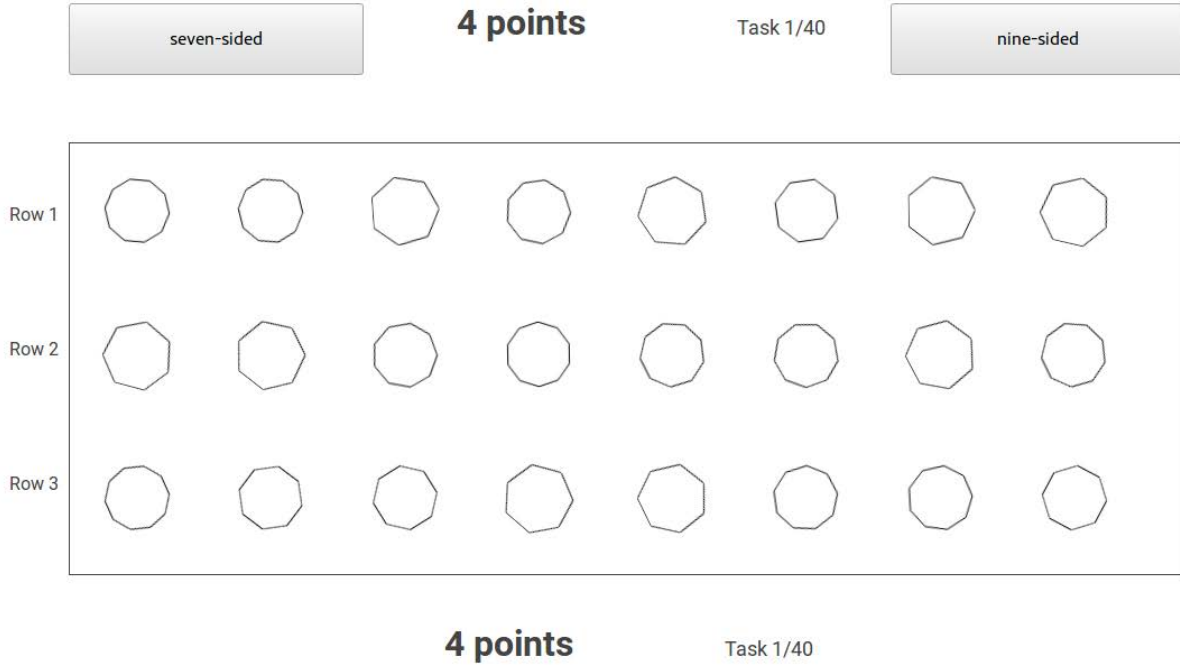 seven-sided 4 points Task 1/40 nine-sided
Row 1
Row 2
Row 3
4 points Task 1/40